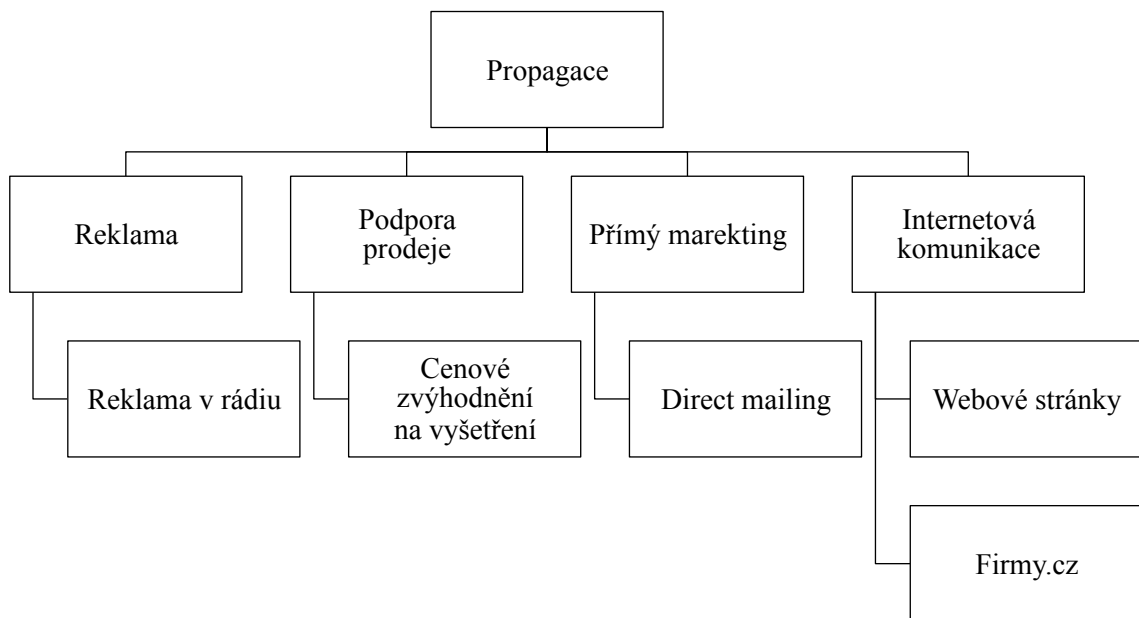 Propagace
Reklama
Podpora
prodeje
Přímý marekting
Internetová
komunikace
Reklama v rádiu
Cenové
zvýhodnění
na vyšetření
Direct mailing
Webové stránky
Firmy.cz